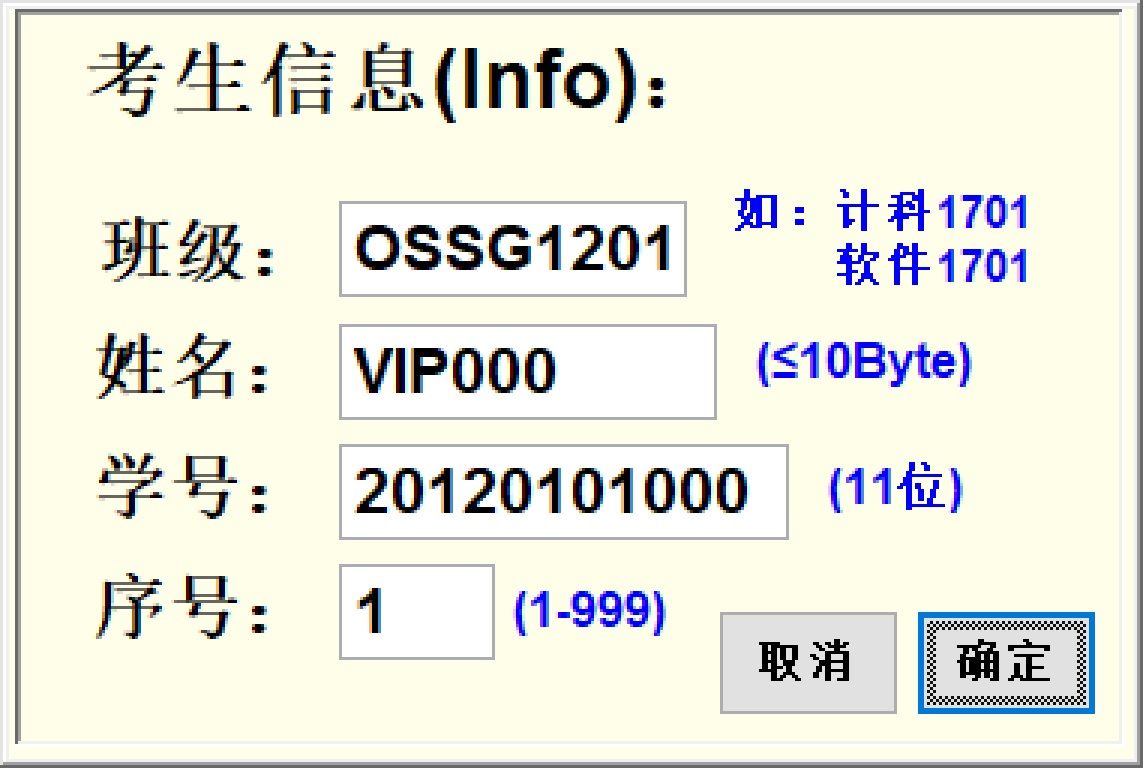 考生信息(Info)：
班级： OSSG1201 如：计科1701
软件1701
姓名： VIP000 (≤10Byte)
学号： 20120101000 (11位)
序号： 1 (1-999)
取消 确定